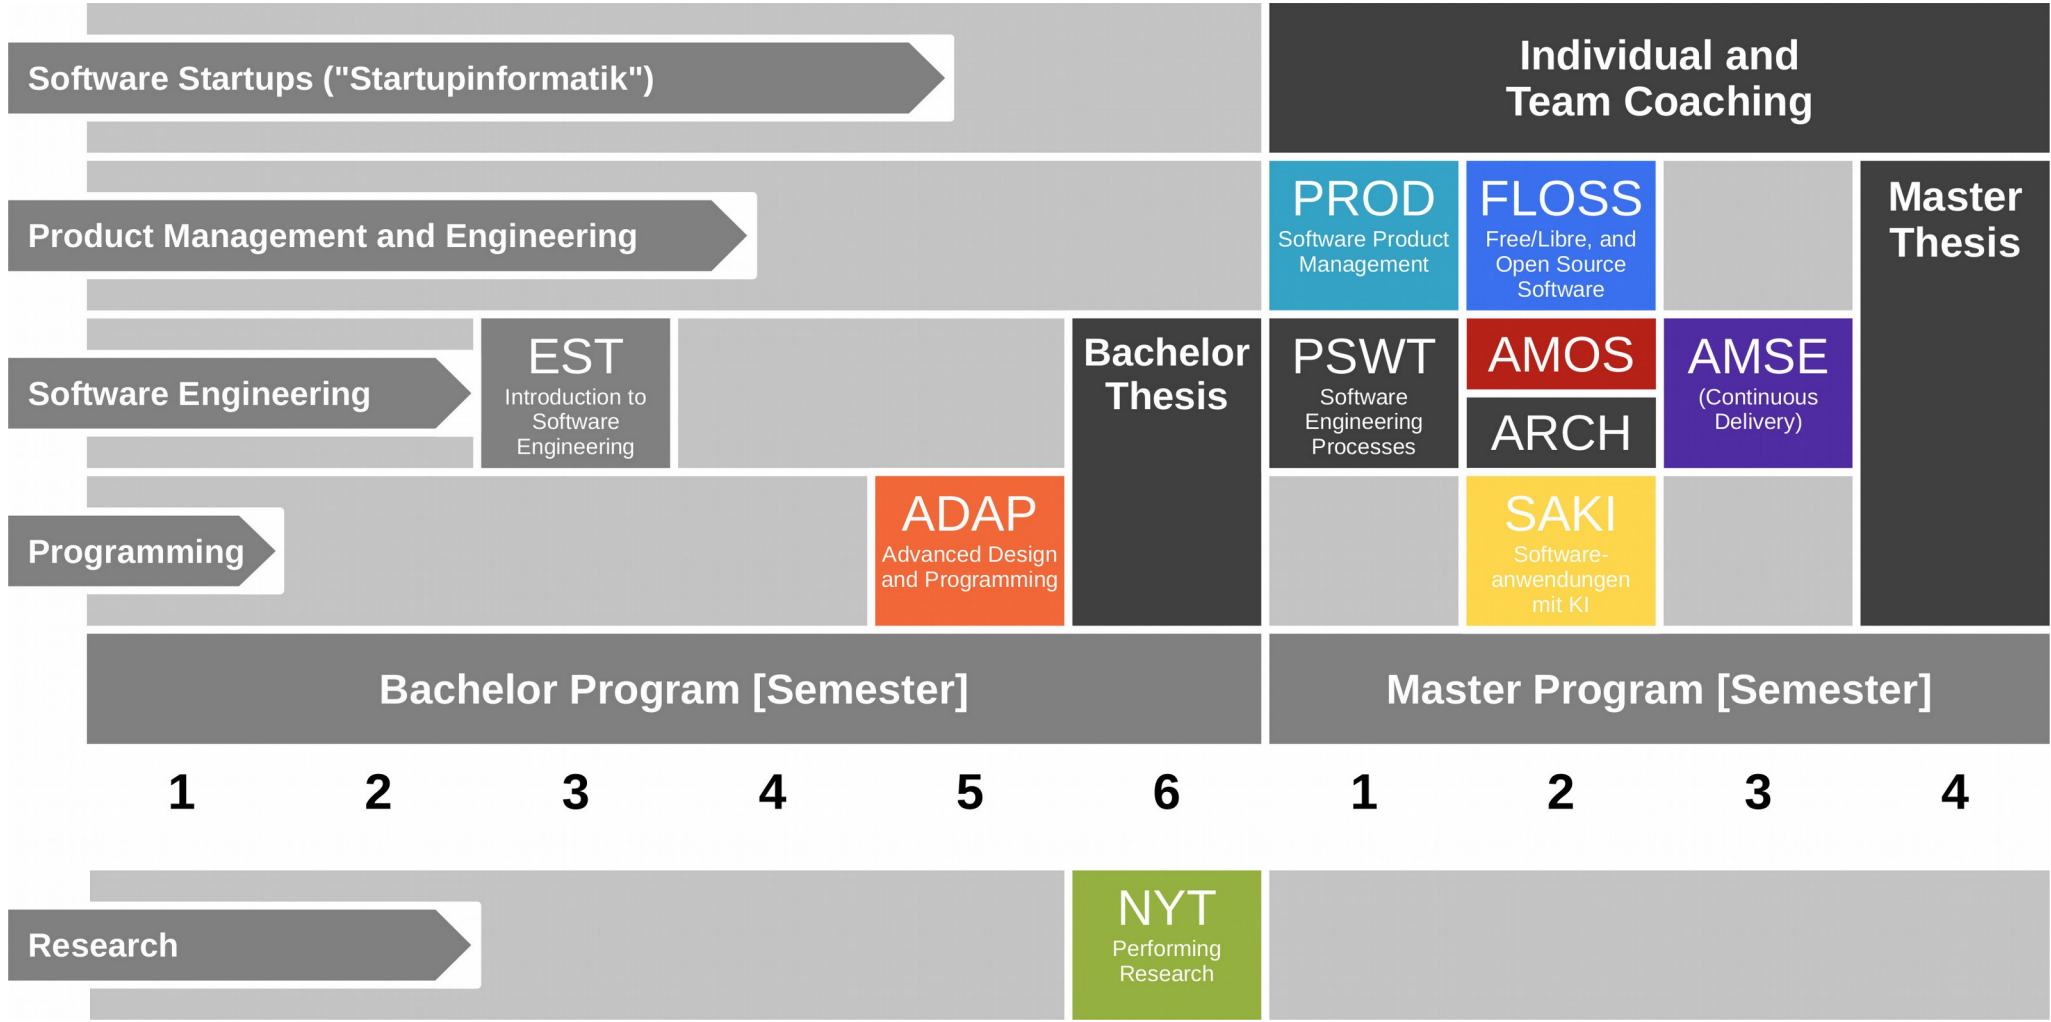 Software Startups ("Startupinformatik")
Individual and
Team Coaching
Product Management and Engineering
PROD
Software Product
Management
FLOSS
Free/Libre, and
Open Source
Software
Master
Thesis
Software Engineering
EST
Introduction to
Software
Engineering
Bachelor
Thesis
PSWT
Software
Engineering
Processes
AMOS
ARCH
AMSE
(Continuous
Delivery)
Programming
ADAP
Advanced Design
and Programming
SAKI
Software-
anwendungen
mit KI
Bachelor Program [Semester]
Master Program [Semester]
1 2 3 4 5 6 1 2 3 4
Research
NYT
Performing
Research